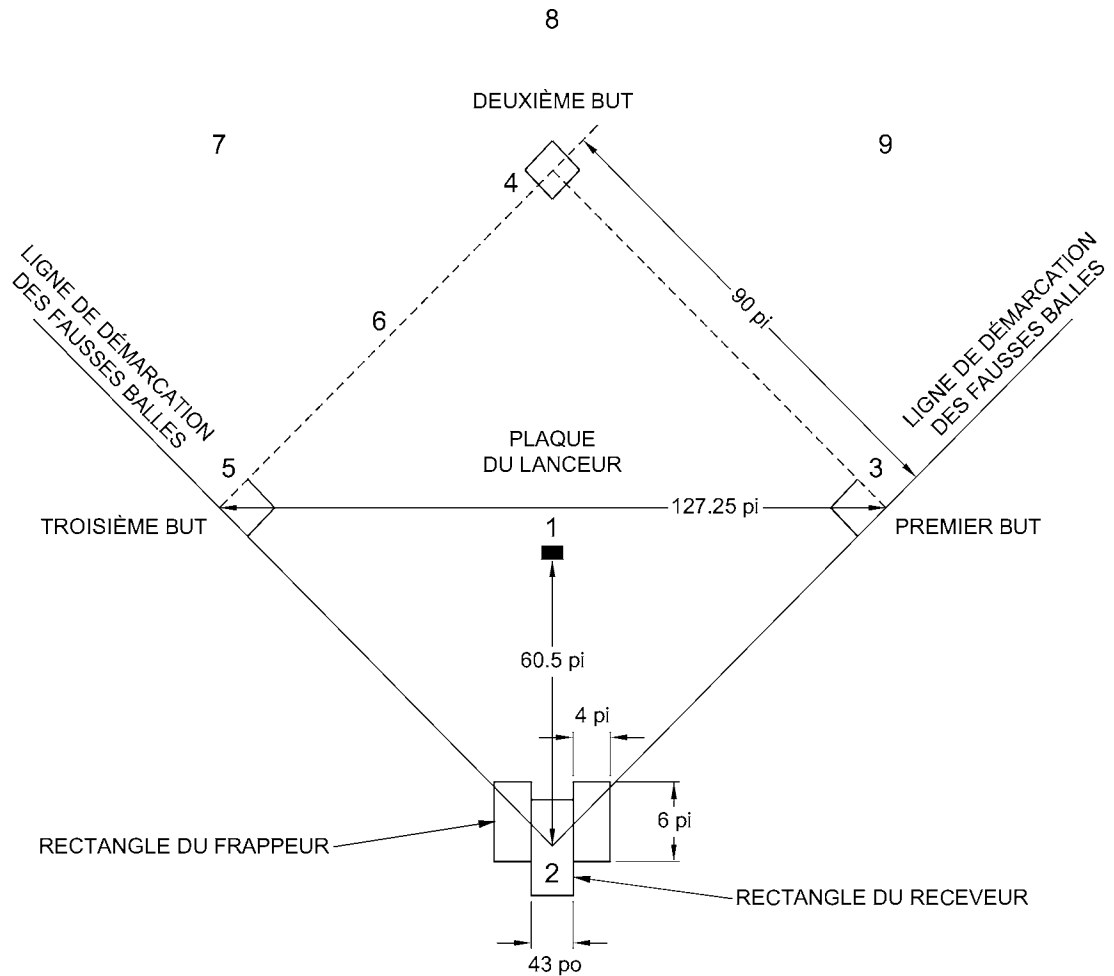 8
DEUXIÈME BUT
7
9
4
LIGNE DE DÉMARCATION
DES FAUSSES BALLES
6
90 pi
LIGNE DE DÉMARCATION
DES FAUSSES BALLES
PLAQUE
DU LANCEUR
5
3
127.25 pi
TROISIÈME BUT
1
PREMIER BUT
60.5 pi
4 pi
6 pi
RECTANGLE DU FRAPPEUR
2
RECTANGLE DU RECEVEUR
43 po